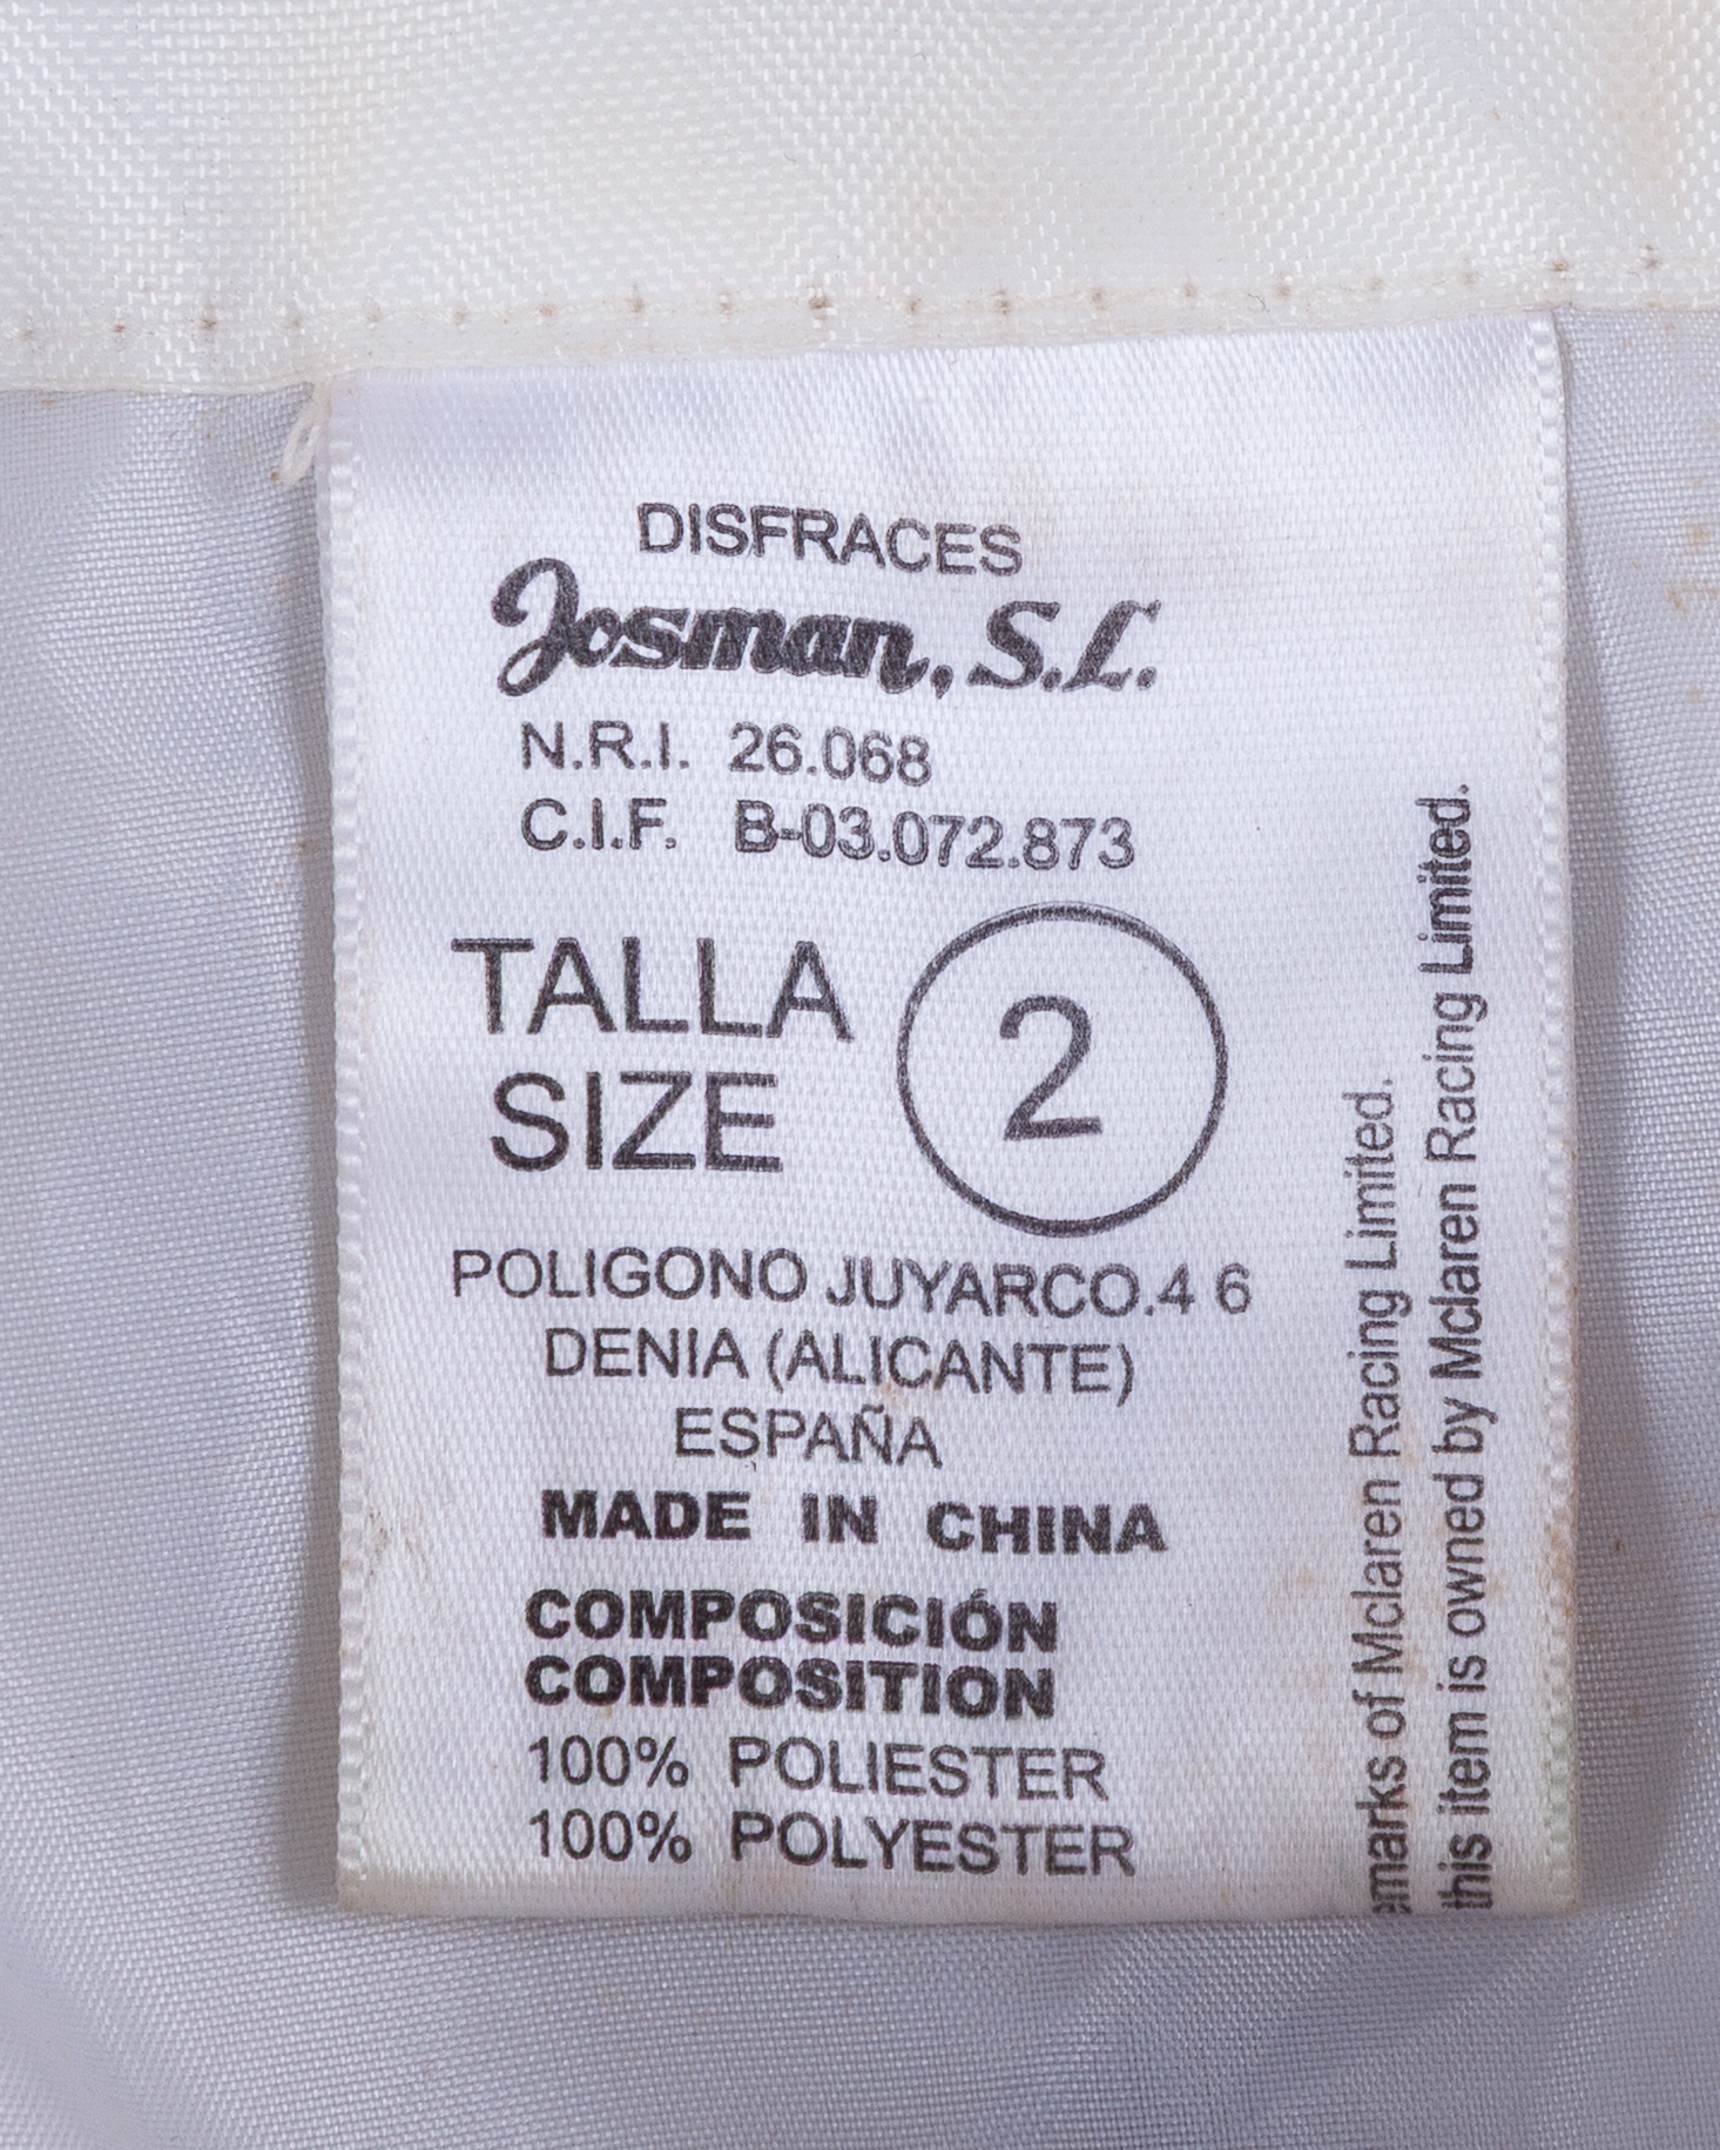 DISFRACES
Josman, S.L.
N.R.I. 26.068
C.I.F. B-03.072.873
TALLA
SIZE
2
POLIGONO JUYARCO.4 6
DENIA (ALICANTE)
ESPAÑA
MADE IN CHINA
COMPOSICIÓN
COMPOSITION
100% POLIESTER
100% POLYESTER
emarks of Mclaren Racing Limited.
this item is owned by Mclaren Racing Limited.